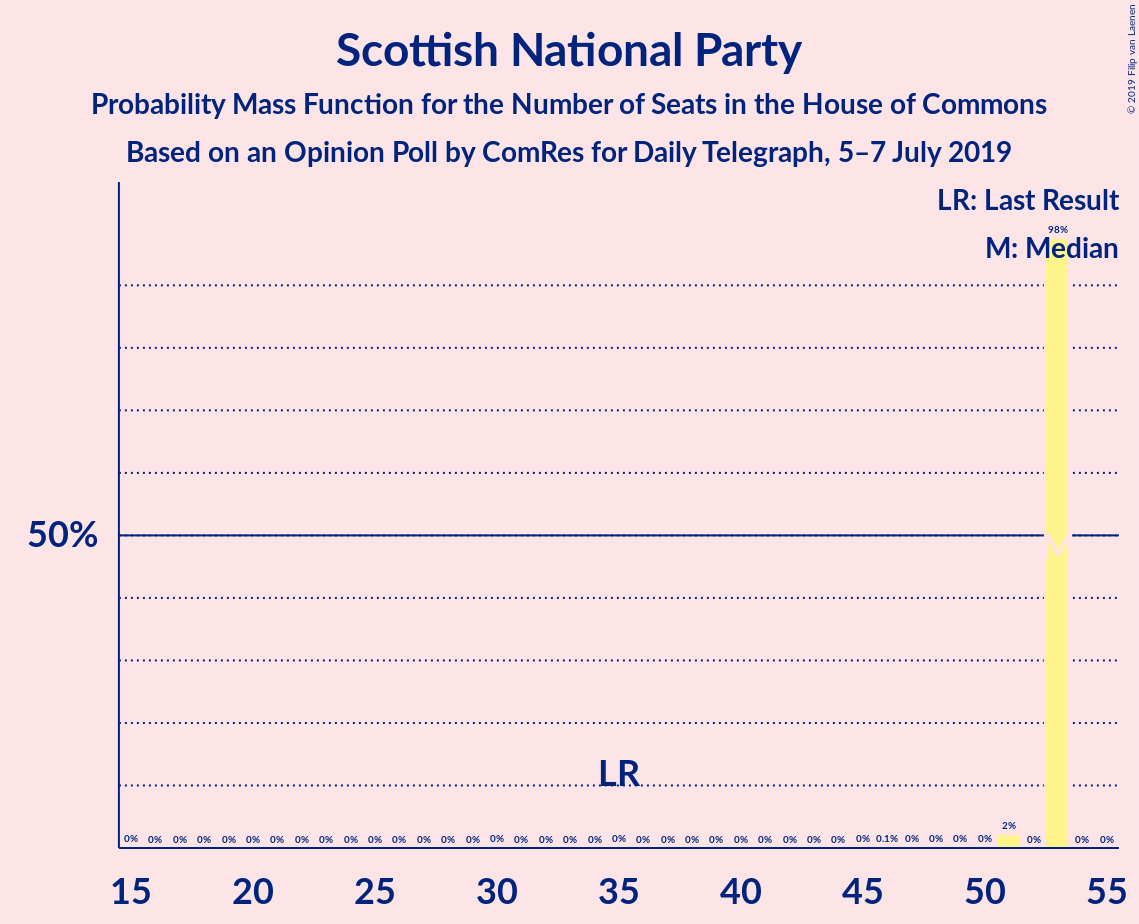 Scottish National Party
Probability Mass Function for the Number of Seats in the House of Commons
Based on an Opinion Poll by ComRes for Daily Telegraph, 5–7 July 2019
© 2019 Filip van Laenen
LR: Last Result
98%
M: Median
50%
M
LR
0% 0% 0% 0% 0% 0% 0% 0% 0% 0% 0% 0% 0% 0% 0% 0% 0% 0% 0% 0% 0% 0% 0% 0% 0% 0% 0% 0% 0% 0% 0% 0.1% 0% 0% 0% 0% 2% 0% 0% 0%
15 20 25 30 35 40 45 50 55